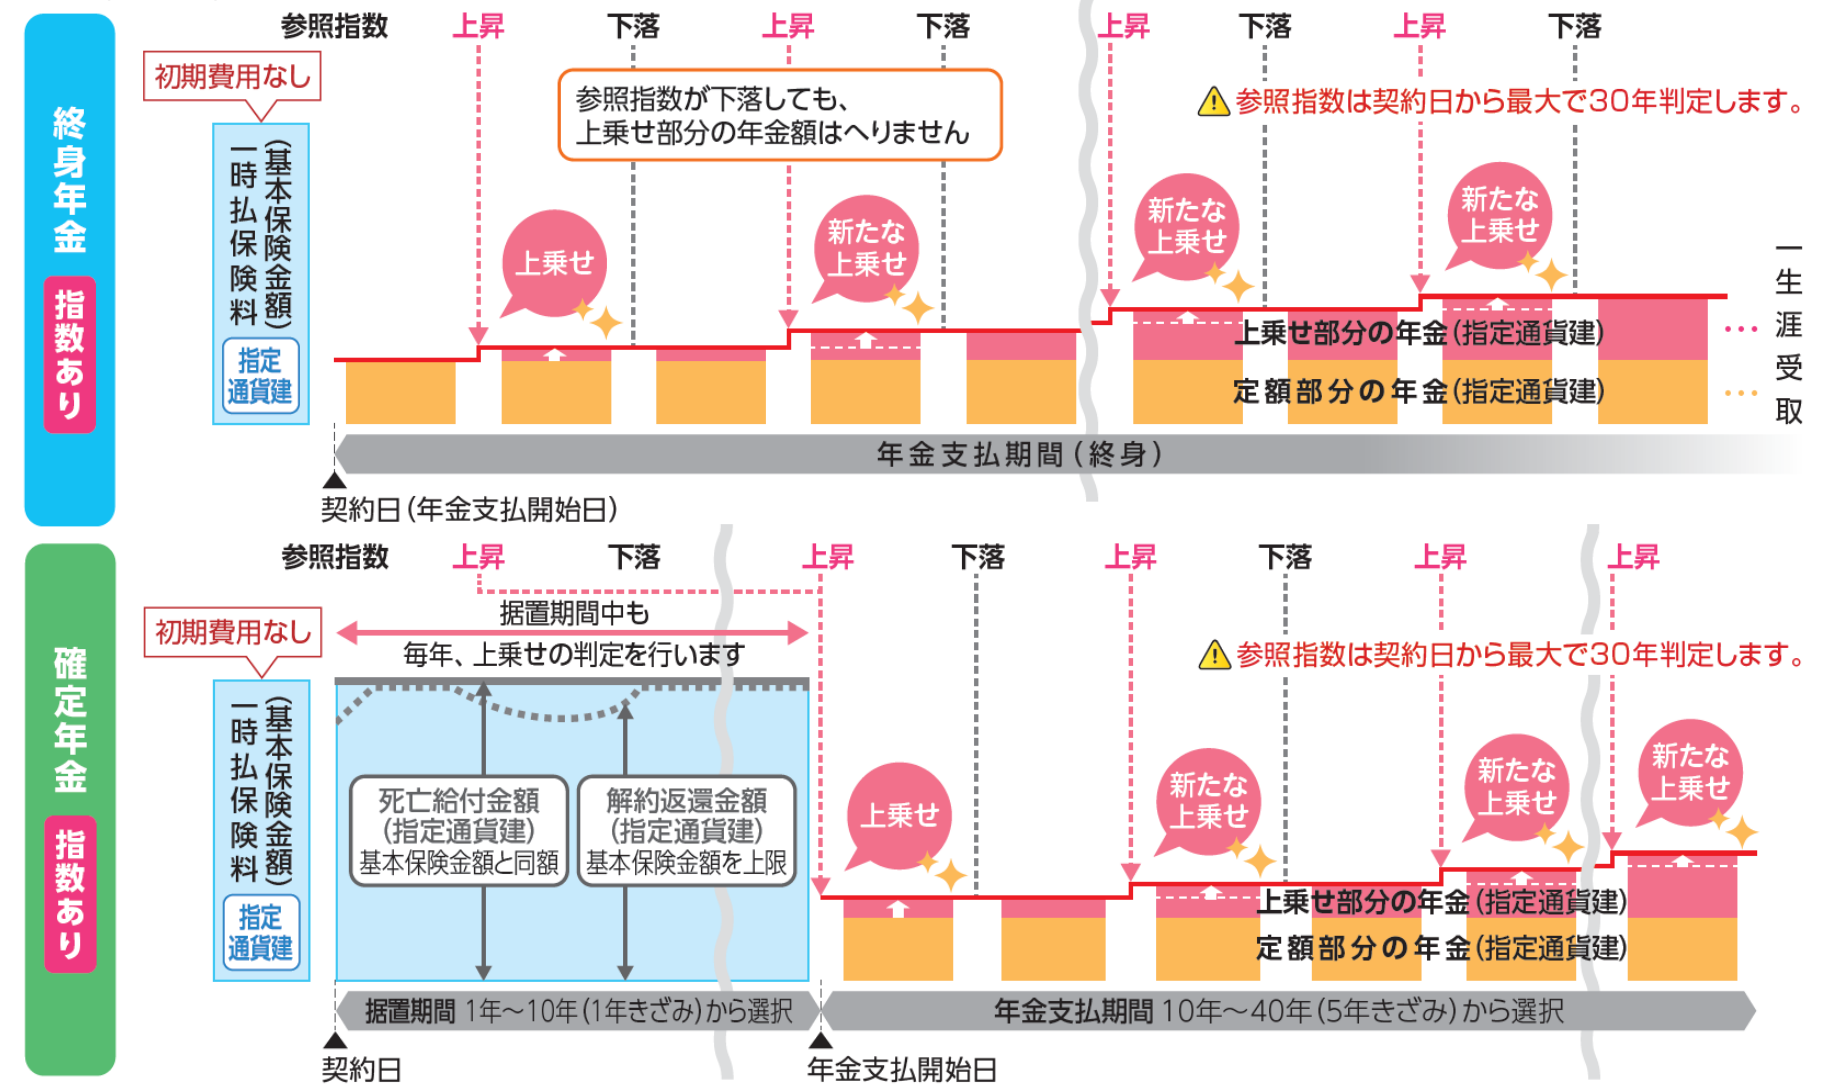 終身年金
指数あり
参照指数
上昇
下落
上昇
下落
上昇
下落
上昇
下落
初期費用なし
参照指数が下落しても、
上乗せ部分の年金額はへりません
参照指数は契約日から最大で30年判定します。
一時払保険料
(基本保険金額)
指定
通貨建
上乗せ
新たな
上乗せ
新たな
上乗せ
新たな
上乗せ
上乗せ部分の年金(指定通貨建)
定額部分の年金(指定通貨建)
…
…
一生涯受取
年金支払期間(終身)
契約日(年金支払開始日)
確定年金
指数あり
参照指数
上昇
下落
上昇
下落
上昇
下落
上昇
上昇
初期費用なし
据置期間中も
毎年、上乗せの判定を行います
参照指数は契約日から最大で30年判定します。
一時払保険料
(基本保険金額)
指定
通貨建
死亡給付金額
(指定通貨建)
基本保険金額と同額
解約返還金額
(指定通貨建)
基本保険金額を上限
上乗せ
新たな
上乗せ
新たな
上乗せ
新たな
上乗せ
上乗せ部分の年金(指定通貨建)
定額部分の年金(指定通貨建)
据置期間 1年〜10年(1年きざみ)から選択
年金支払期間 10年〜40年(5年きざみ)から選択
契約日
年金支払開始日